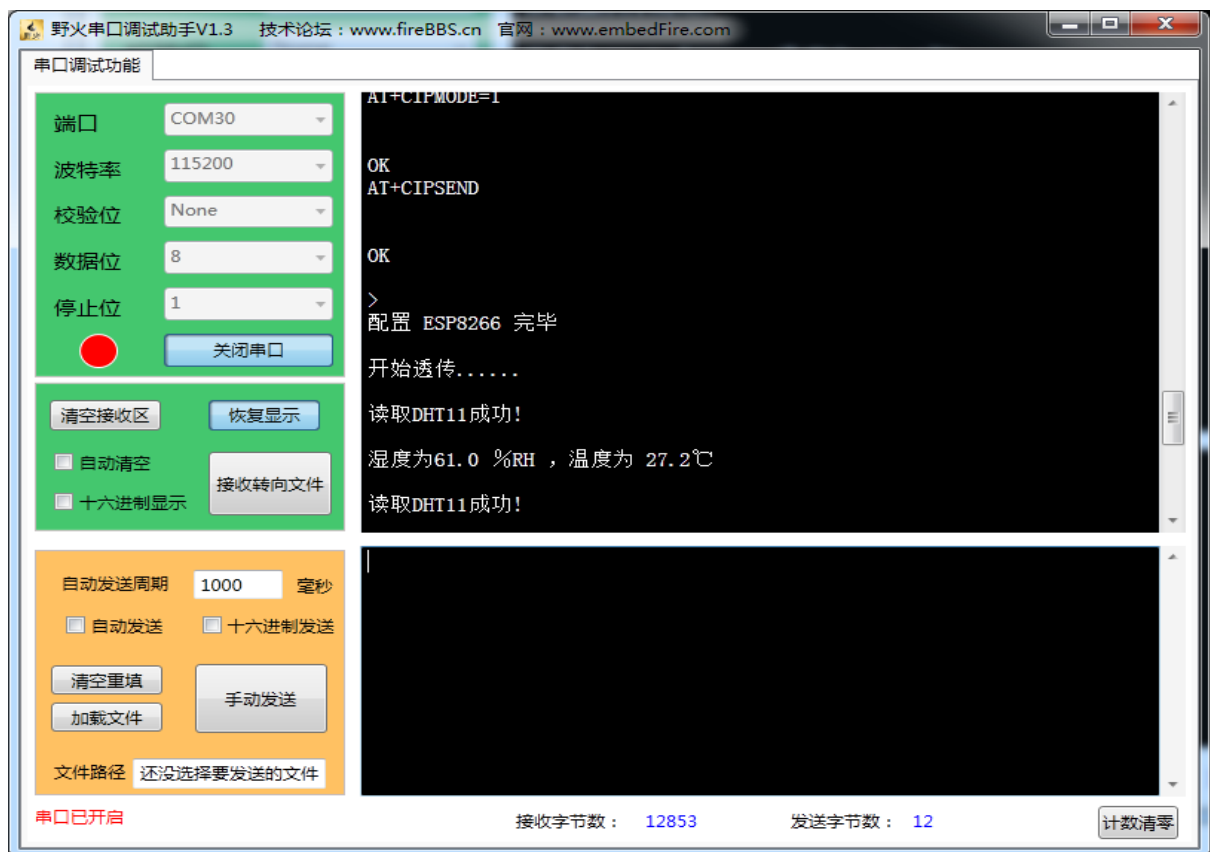 野火串口调试助手V1.3 技术论坛：www.fireBBS.cn 官网：www.embedFire.com
串口调试功能
端口 COM30
波特率 115200
校验位 None
数据位 8
停止位 1
关闭串口
清空接收区 恢复显示
自动清空
接收转向文件
十六进制显示
AT+CIPMODE=1
OK
AT+CIPSEND
OK
>
配置 ESP8266 完毕
开始透传......
读取DHT11成功!
湿度为61.0 %RH ，温度为 27.2℃
读取DHT11成功!
自动发送周期 1000 毫秒
自动发送 十六进制发送
清空重填
手动发送
加载文件
文件路径 还没选择要发送的文件
串口已开启 接收字节数： 12853 发送字节数： 12 计数清零